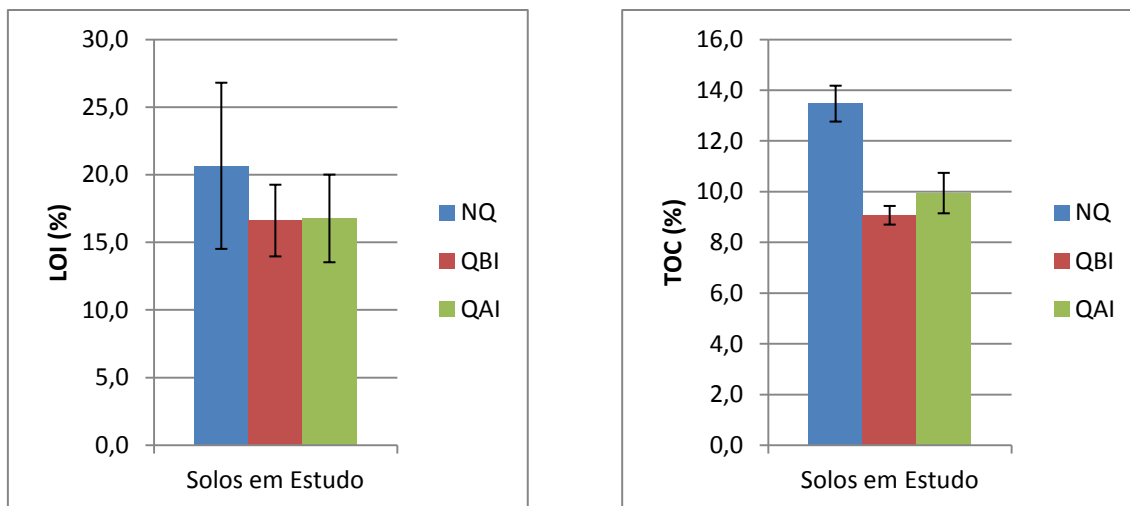 30,0
25,0
20,0
15,0
10,0
5,0
0,0
LOI (%)
Solos em Estudo
NQ
QBI
QAI
16,0
14,0
12,0
10,0
8,0
6,0
4,0
2,0
0,0
TOC (%)
Solos em Estudo
NQ
QBI
QAI